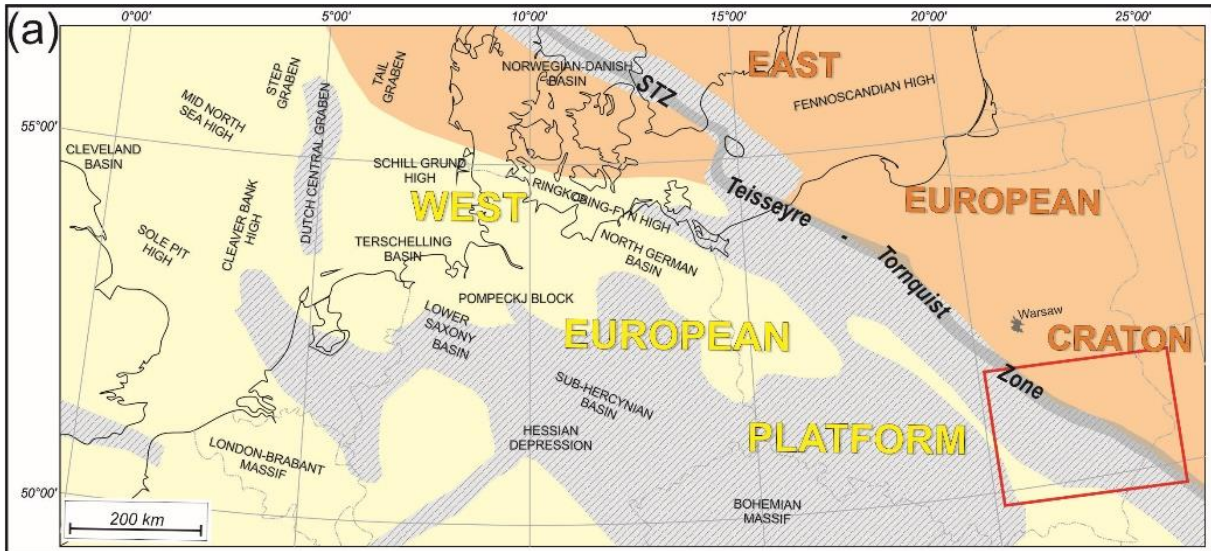 (a)
0°00'
5°00'
10°00'
15°00'
20°00'
25°00'
55°00'
50°00'
STEP
GRABEN
TAIL
GRABEN
NORWEGIAN-DANISH
BASIN
STZ
EAST
FENNOSCANDIAN HIGH
MID NORTH
SEA HIGH
CLEVELAND
BASIN
DUTCH CENTRAL GRABEN
SCHILL GRUND
HIGH
WEST
RINGKOBING-FYN HIGH
Teisseyre - Tornquist Zone
EUROPEAN
CLEAVER BANK
HIGH
SOLE PIT
HIGH
TERSCHELLING
BASIN
NORTH GERMAN
BASIN
POMPECKJ BLOCK
LOWER
SAXONY
BASIN
EUROPEAN
Warsaw
CRATON
SUB-HERCYNIAN
BASIN
HESSIAN
DEPRESSION
PLATFORM
LONDON-BRABANT
MASSIF
BOHEMIAN
MASSIF
200 km